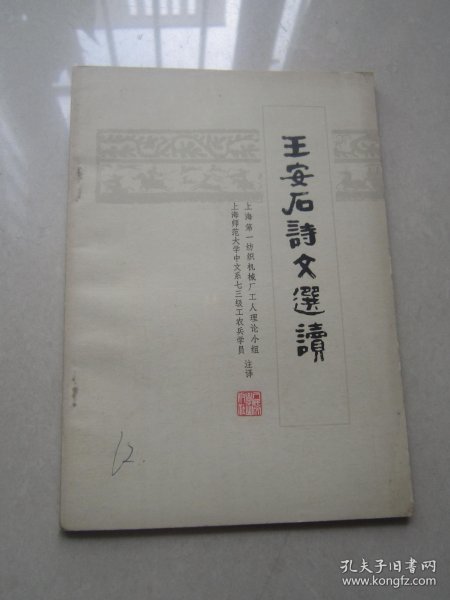 王安石詩文選讀
上海第一纺织机械厂工人理论小组
上海师范大学中文系七三级工农兵学员
注译
12.
孔夫子旧书网
www.kongfz.com